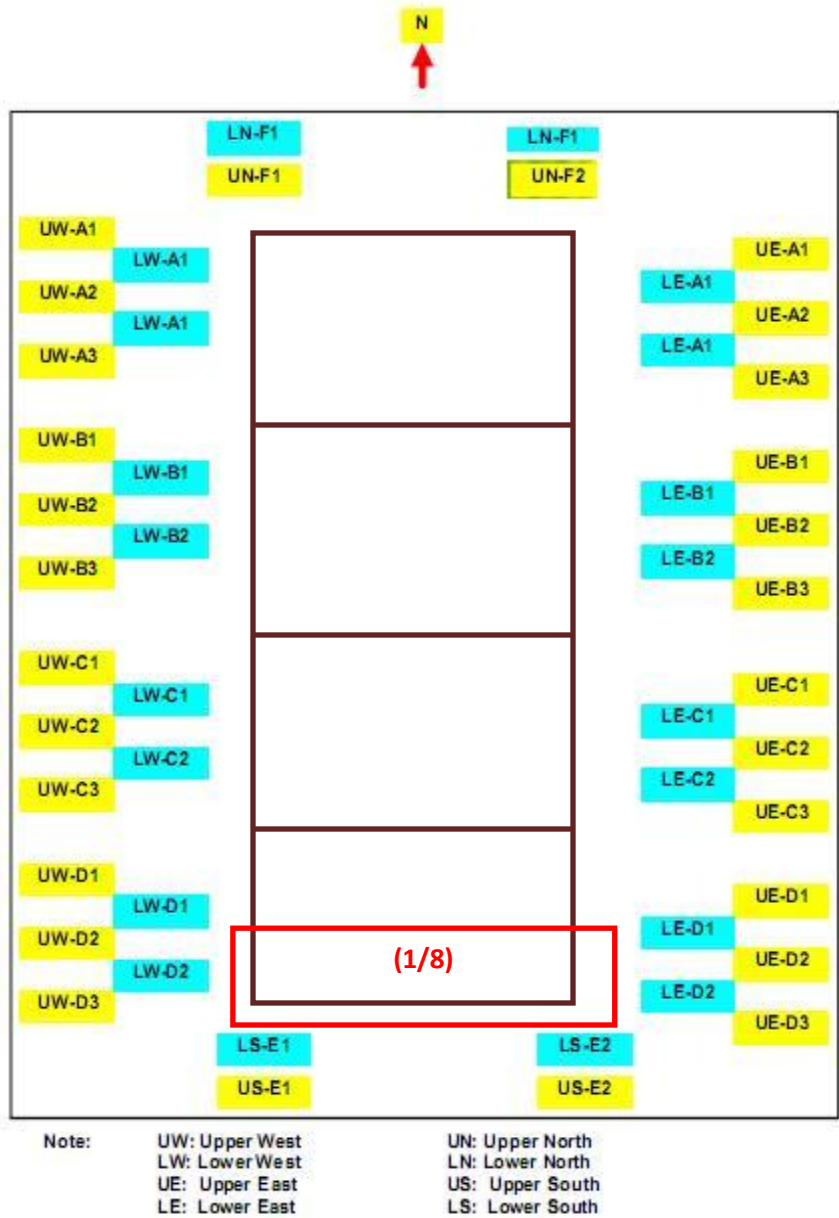 N
LN-F1 LN-F1
UN-F1 UN-F2
UW-A1
LW-A1
UW-A2
LW-A1
UW-A3
UE-A1
LE-A1
UE-A2
LE-A1
UE-A3
UW-B1
LW-B1
UW-B2
LW-B2
UW-B3
UE-B1
LE-B1
UE-B2
LE-B2
UE-B3
UW-C1
LW-C1
UW-C2
LW-C2
UW-C3
UE-C1
LE-C1
UE-C2
LE-C2
UE-C3
UW-D1
LW-D1
UW-D2
LW-D2
UW-D3
(1/8)
UE-D1
LE-D1
UE-D2
LE-D2
UE-D3
LS-E1 LS-E2
US-E1 US-E2
Note: UW: Upper West UN: Upper North
LW: Lower West LN: Lower North
UE: Upper East US: Upper South
LE: Lower East LS: Lower South